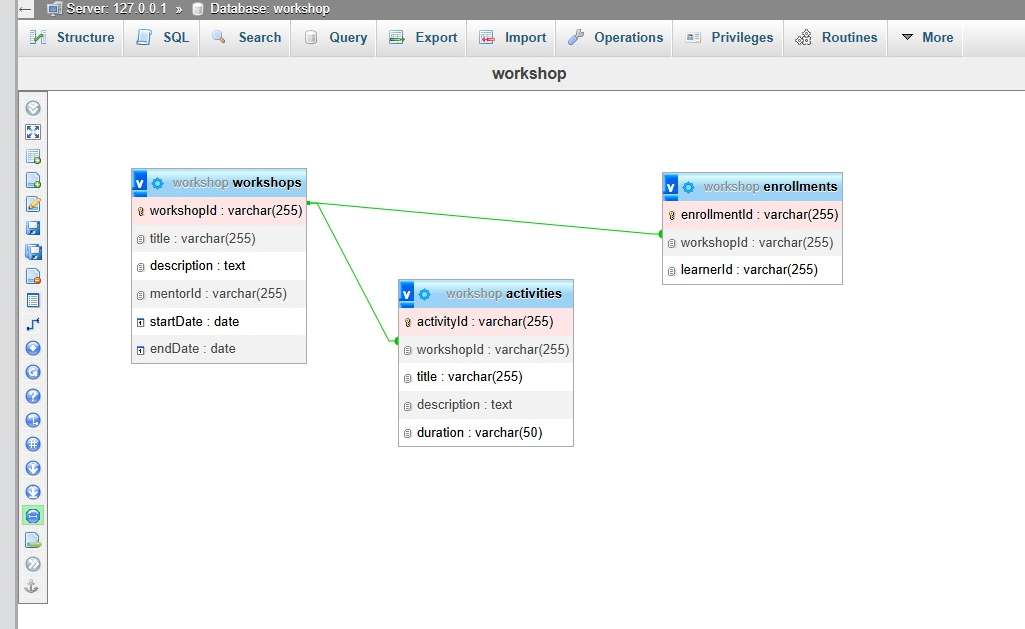 ← Server: 127.0.0.1 » Database: workshop
Structure SQL Search Query Export Import Operations Privileges Routines More
workshop
v workshop workshops
workshopId : varchar(255)
title : varchar(255)
description : text
mentorId : varchar(255)
startDate : date
endDate : date
v workshop enrollments
enrollmentId : varchar(255)
workshopId : varchar(255)
learnerId : varchar(255)
v workshop activities
activityId : varchar(255)
workshopId : varchar(255)
title : varchar(255)
description : text
duration : varchar(50)